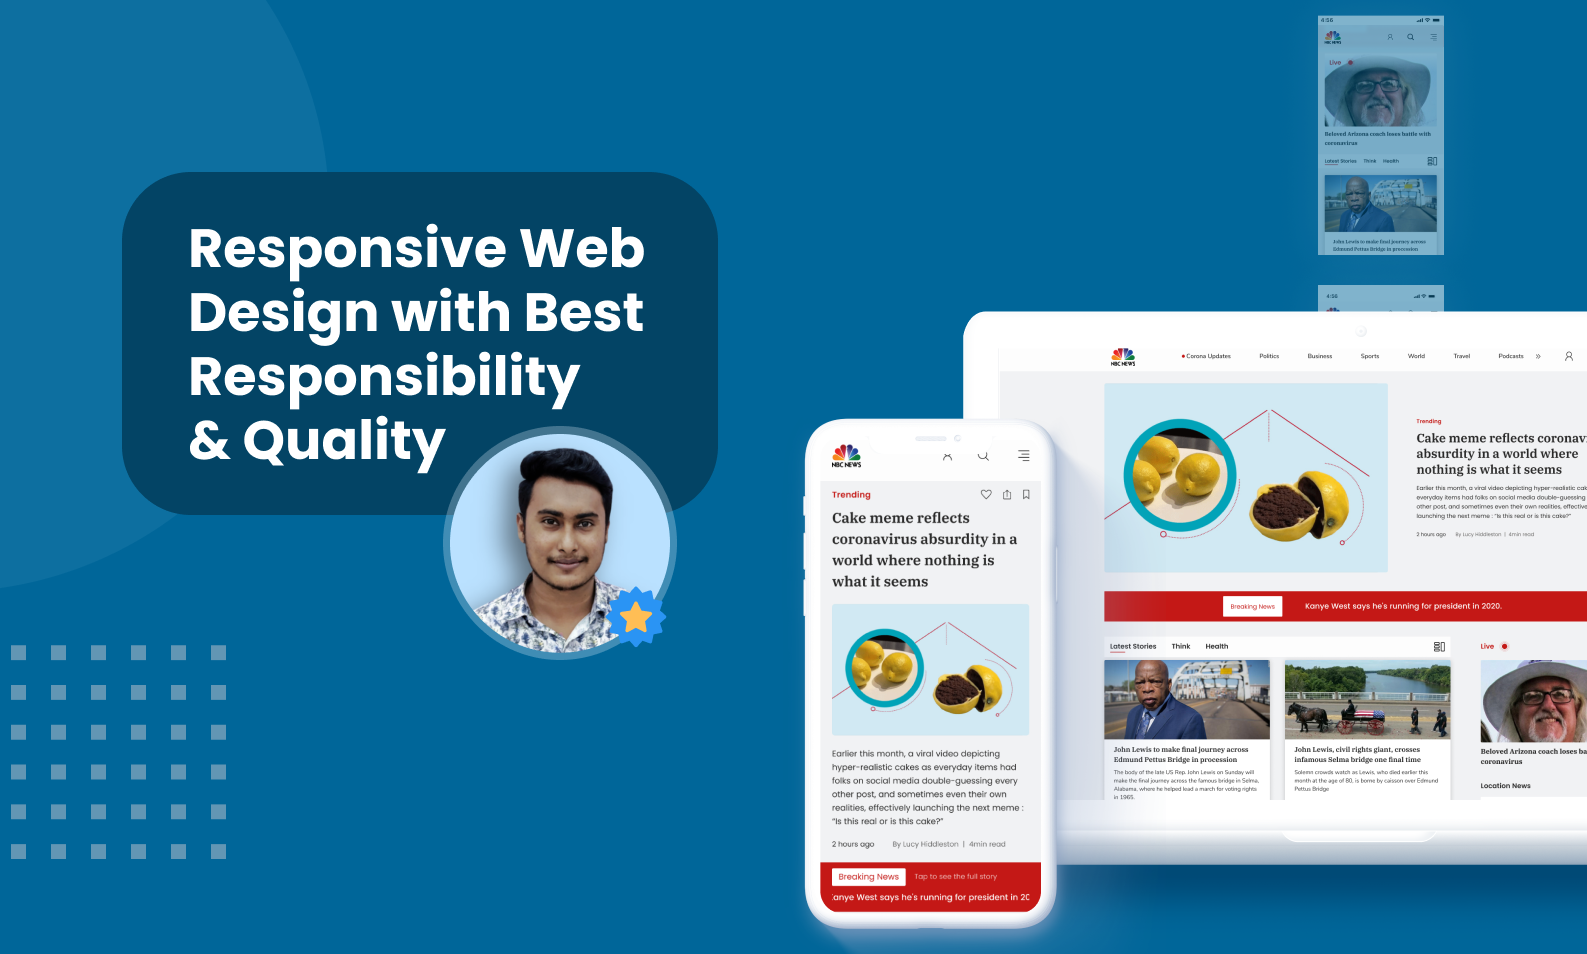 Responsive Web
Design with Best
Responsibility
& Quality
4:56
NBC NEWS
Live
Beloved Arizona coach loses battle with
coronavirus
Latest Stories Think Health
John Lewis to make final journey across
Edmund Pettus Bridge in procession
4:56
NBC NEWS
Corona Updates Politics Business Sports World Travel Podcasts »
Trending
Cake meme reflects coronavi
absurdity in a world where
nothing is what it seems
Earlier this month, a viral video depicting hyper-realistic cak
everyday items had folks on social media double-guessing
other post, and sometimes even their own realities, effective
launching the next meme : "Is this real or is this cake?"
2 hours ago By Lucy Hiddleston | 4min read
Breaking News Kanye West says he's running for president in 2020.
Latest Stories Think Health
Live
John Lewis to make final journey across
Edmund Pettus Bridge in procession
The body of the late US Rep. John Lewis on Sunday will
make the final journey across the famous bridge in Selma,
Alabama, where he helped lead a march for voting rights
in 1965.
John Lewis, civil rights giant, crosses
infamous Selma bridge one final time
Solemn crowds watch as Lewis, who died earlier this
month at the age of 80, is borne by caisson over Edmund
Pettus Bridge
Beloved Arizona coach loses ba
coronavirus
Location News
NBC NEWS
Trending
Cake meme reflects
coronavirus absurdity in a
world where nothing is
what it seems
Earlier this month, a viral video depicting
hyper-realistic cakes as everyday items had
folks on social media double-guessing every
other post, and sometimes even their own
realities, effectively launching the next meme :
"Is this real or is this cake?"
2 hours ago By Lucy Hiddleston | 4min read
Breaking News Tap to see the full story
Kanye West says he's running for president in 20